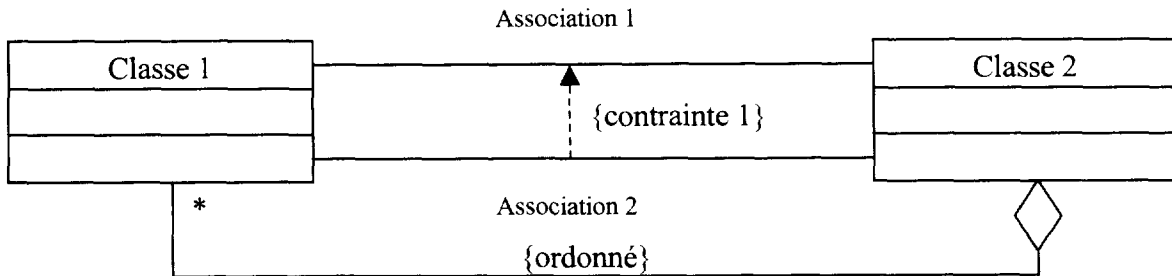 Association 1
Classe 1
Classe 2
{contrainte 1}
*
Association 2
{ordonné}